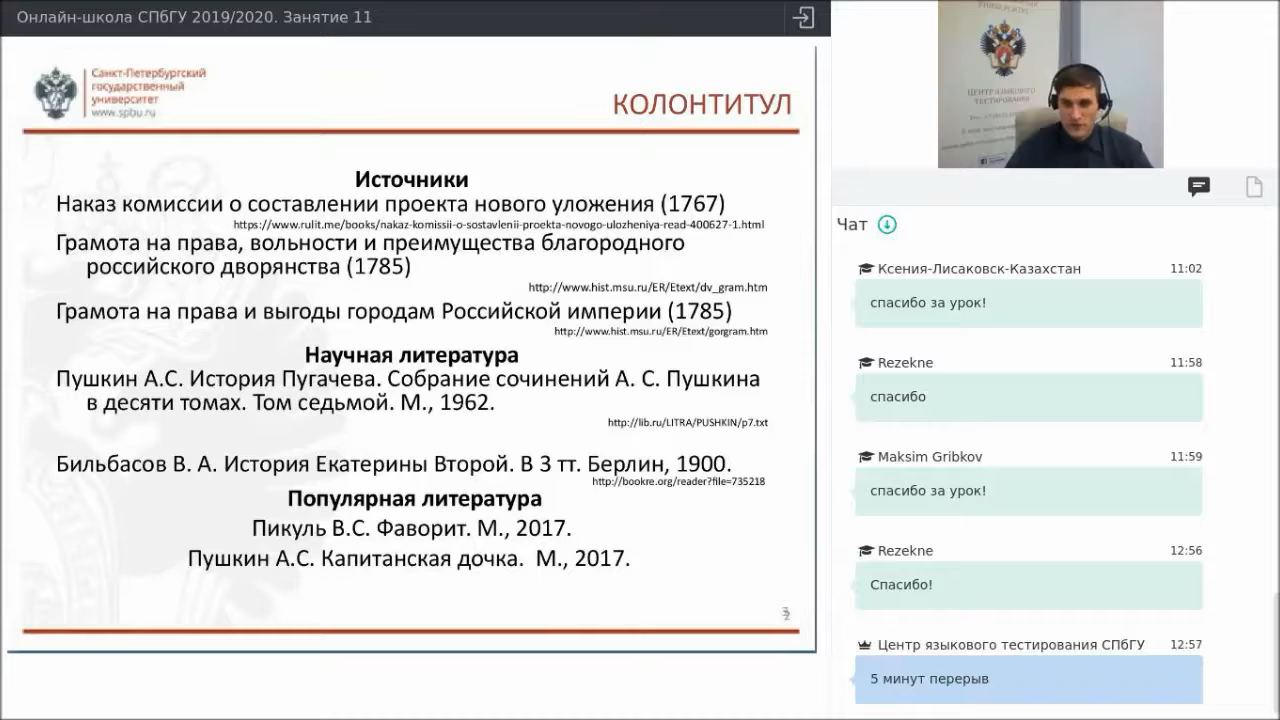 Онлайн-школа СПбГУ 2019/2020. Занятие 11
Санкт-Петербургский
государственный
университет
www.spbu.ru
КОЛОНТИТУЛ
Источники
Наказ комиссии о составлении проекта нового уложения (1767)
https://www.rulit.me/books/nakaz-komissii-o-sostavlenii-proekta-novogo-ulozheniya-read-400627-1.html
Грамота на права, вольности и преимущества благородного
российского дворянства (1785)
http://www.hist.msu.ru/ER/Etext/dv_gram.htm
Грамота на права и выгоды городам Российской империи (1785)
http://www.hist.msu.ru/ER/Etext/gorgram.htm
Научная литература
Пушкин А.С. История Пугачева. Собрание сочинений А. С. Пушкина
в десяти томах. Том седьмой. М., 1962.
http://lib.ru/LITRA/PUSHKIN/p7.txt
Бильбасов В. А. История Екатерины Второй. В 3 тт. Берлин, 1900.
http://bookre.org/reader?file=735218
Популярная литература
Пикуль В.С. Фаворит. М., 2017.
Пушкин А.С. Капитанская дочка. М., 2017.
ЦЕНТР ЯЗЫКОВОГО
ТЕСТИРОВАНИЯ
Чат
Ксения-Лисаковск-Казахстан 11:02
спасибо за урок!
Rezekne 11:58
спасибо
Maksim Gribkov 11:59
спасибо за урок!
Rezekne 12:56
Спасибо!
Центр языкового тестирования СПбГУ 12:57
5 минут перерыв